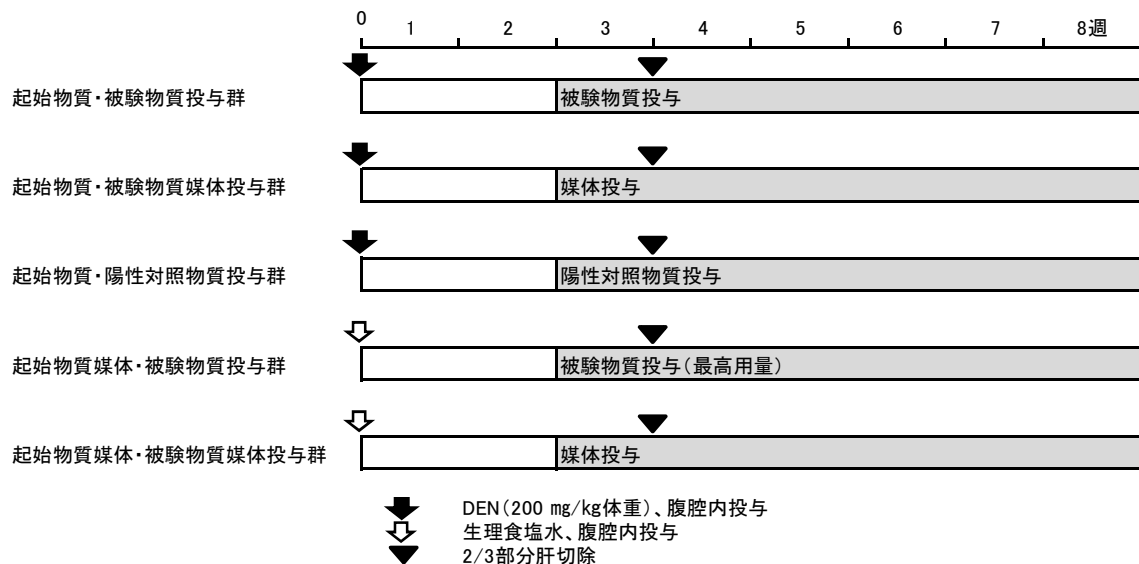 0 1 2 3 4 5 6 7 8週
起始物質・被験物質投与群 被験物質投与
起始物質・被験物質媒体投与群 媒体投与
起始物質・陽性対照物質投与群 陽性対照物質投与
起始物質媒体・被験物質投与群 被験物質投与(最高用量)
起始物質媒体・被験物質媒体投与群 媒体投与
DEN(200 mg/kg体重)、腹腔内投与
生理食塩水、腹腔内投与
2/3部分肝切除